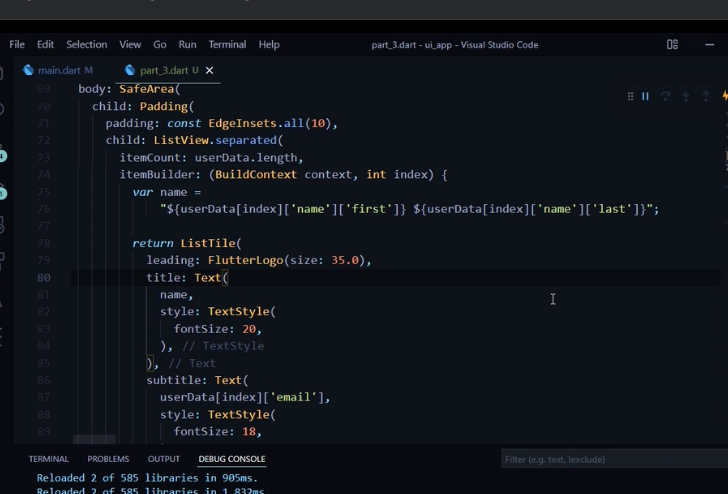 File Edit Selection View Go Run Terminal Help part_3.dart - ui_app - Visual Studio Code
main.dart M part_3.dart U
69 body: SafeArea(
70 child: Padding(
71 padding: const EdgeInsets.all(10),
72 child: ListView.separated(
73 itemCount: userData.length,
74 itemBuilder: (BuildContext context, int index) {
75 var name =
76 "${userData[index]['name']['first']} ${userData[index]['name']['last']}";
77
78 return ListTile(
79 leading: FlutterLogo(size: 35.0),
80 title: Text(
81 name,
82 style: TextStyle(
83 fontSize: 20,
84 ), // TextStyle
85 ), // Text
86 subtitle: Text(
87 userData[index]['email'],
88 style: TextStyle(
89 fontSize: 18,
TERMINAL PROBLEMS OUTPUT DEBUG CONSOLE Filter (e.g. text, !exclude)
Reloaded 2 of 585 libraries in 905ms.
Reloaded 2 of 585 libraries in 1,832ms